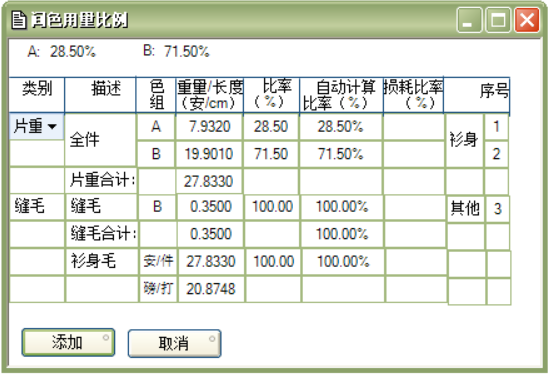 间色用量比例
A: 28.50% B: 71.50%
类别 描述 色组 重量/长度(安/cm) 比率(%) 自动计算比率(%) 损耗比率(%) 序号
片重 全件 A 7.9320 28.50 28.50% 衫身 1
B 19.9010 71.50 71.50% 2
片重合计: 27.8330
缝毛 缝毛 B 0.3500 100.00 100.00% 其他 3
缝毛合计: 0.3500 100.00%
衫身毛 安/件 27.8330 100.00 100.00%
磅/打 20.8748
添加 取消